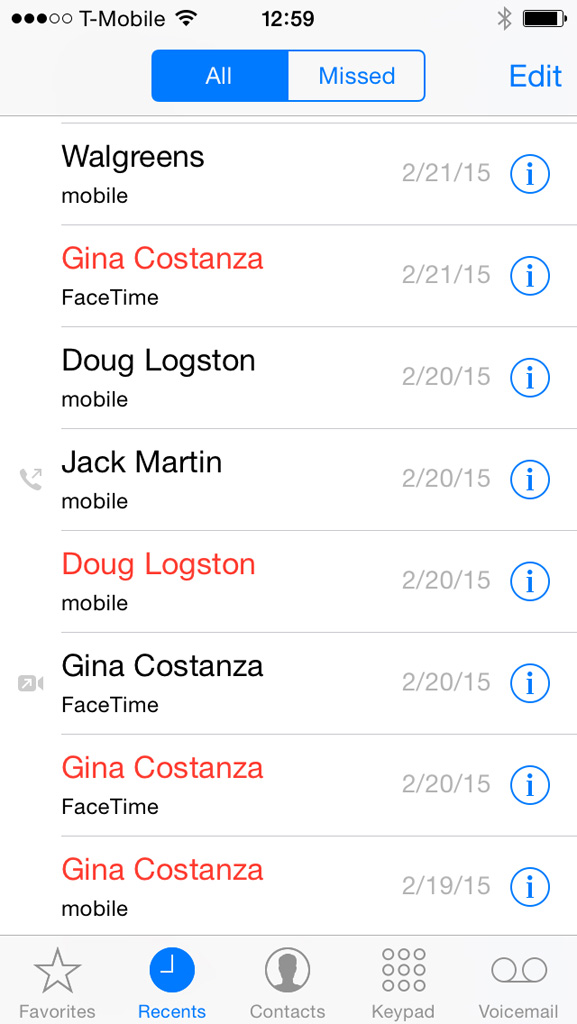 T-Mobile 12:59
All Missed Edit
Walgreens
mobile
2/21/15
Gina Costanza
FaceTime
2/21/15
Doug Logston
mobile
2/20/15
Jack Martin
mobile
2/20/15
Doug Logston
mobile
2/20/15
Gina Costanza
FaceTime
2/20/15
Gina Costanza
FaceTime
2/20/15
Gina Costanza
mobile
2/19/15
Favorites Recents Contacts Keypad Voicemail